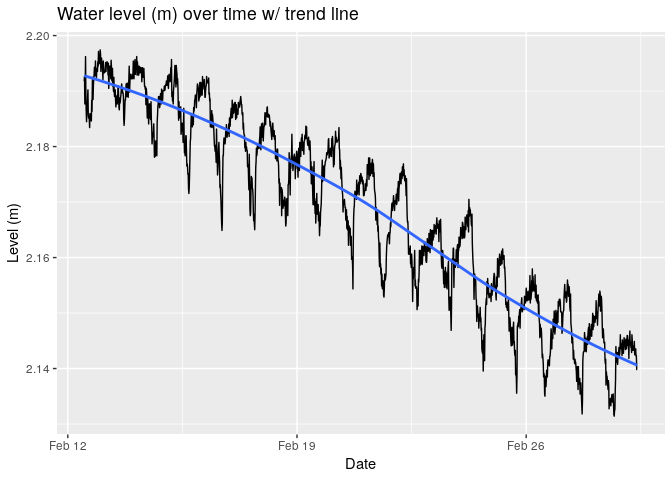 Water level (m) over time w/ trend line
2.20
2.18
2.16
2.14
Level (m)
Feb 12
Feb 19
Feb 26
Date